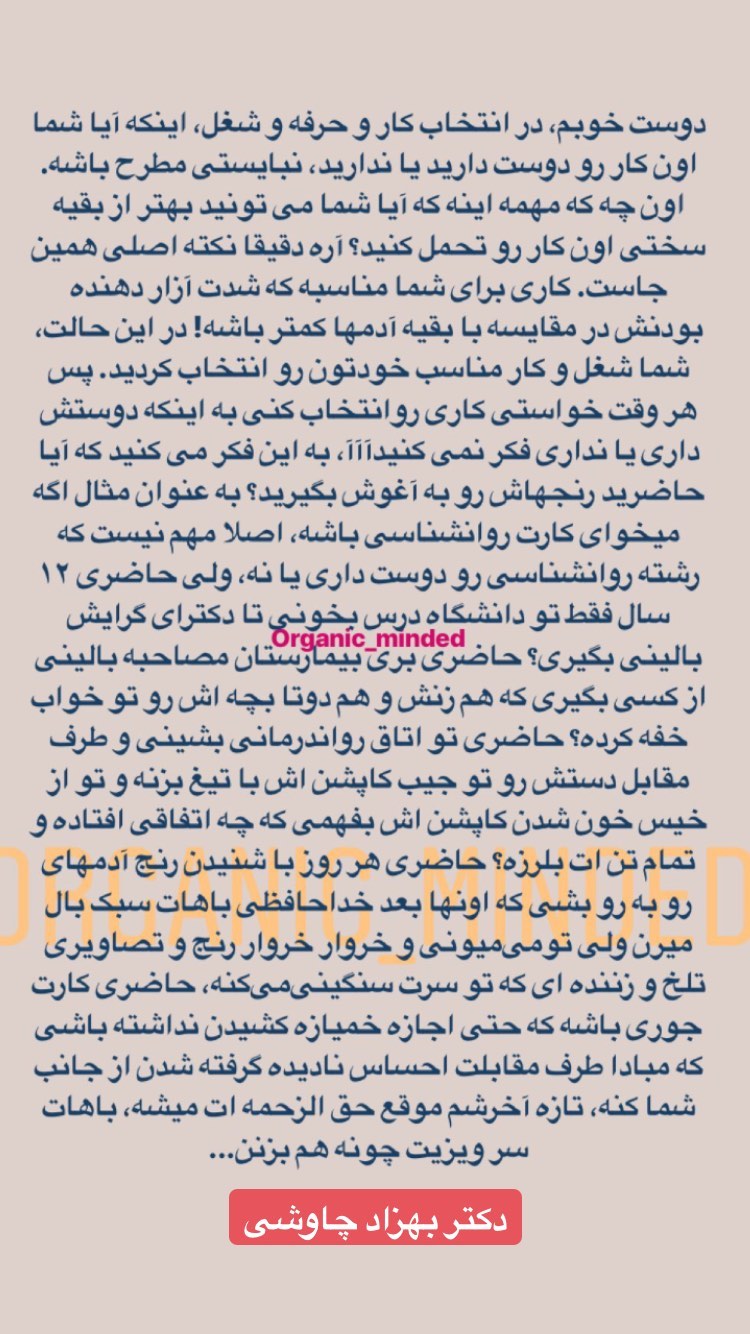 دوست خوبم، در انتخاب کار و حرفه و شغل، اینکه آیا شما
اون کار رو دوست دارید یا ندارید، نبایستی مطرح باشه.
اون چه که مهمه اینه که آیا شما می تونید بهتر از بقیه
سختی اون کار رو تحمل کنید؟ آره دقیقا نکته اصلی همین
جاست. کاری برای شما مناسبه که شدت آزار دهنده
بودنش در مقایسه با بقیه آدمها کمتر باشه! در این حالت،
شما شغل و کار مناسب خودتون رو انتخاب کردید. پس
هر وقت خواستی کاری روانتخاب کنی به اینکه دوستش
داری یا نداری فکر نمی کنیدآآآ، به این فکر می کنید که آیا
حاضرید رنجهاش رو به آغوش بگیرید؟ به عنوان مثال اگه
میخوای کارت روانشناسی باشه، اصلا مهم نیست که
رشته روانشناسی رو دوست داری یا نه، ولی حاضری ۱۲
سال فقط تو دانشگاه درس بخونی تا دکترای گرایش
Organic_minded
بالینی بگیری؟ حاضری بری بیمارستان مصاحبه بالینی
از کسی بگیری که هم زنش و هم دوتا بچه اش رو تو خواب
خفه کرده؟ حاضری تو اتاق رواندرمانی بشینی و طرف
مقابل دستش رو تو جیب کاپشن اش با تیغ بزنه و تو از
خیس خون شدن کاپشن اش بفهمی که چه اتفاقی افتاده و
تمام تن ات بلرزه؟ حاضری هر روز با شنیدن رنج آدمهای
ORGANIC_MINDED
رو به رو بشی که اونها بعد خداحافظی باهات سبک بال
میرن ولی تومی‌میونی و خروار خروار رنج و تصاویری
تلخ و زننده ای که تو سرت سنگینی‌می‌کنه، حاضری کارت
جوری باشه که حتی اجازه خمیازه کشیدن نداشته باشی
که مبادا طرف مقابلت احساس نادیده گرفته شدن از جانب
شما کنه، تازه آخرشم موقع حق الزحمه ات میشه، باهات
سر ویزیت چونه هم بزنن...
دکتر بهزاد چاوشی